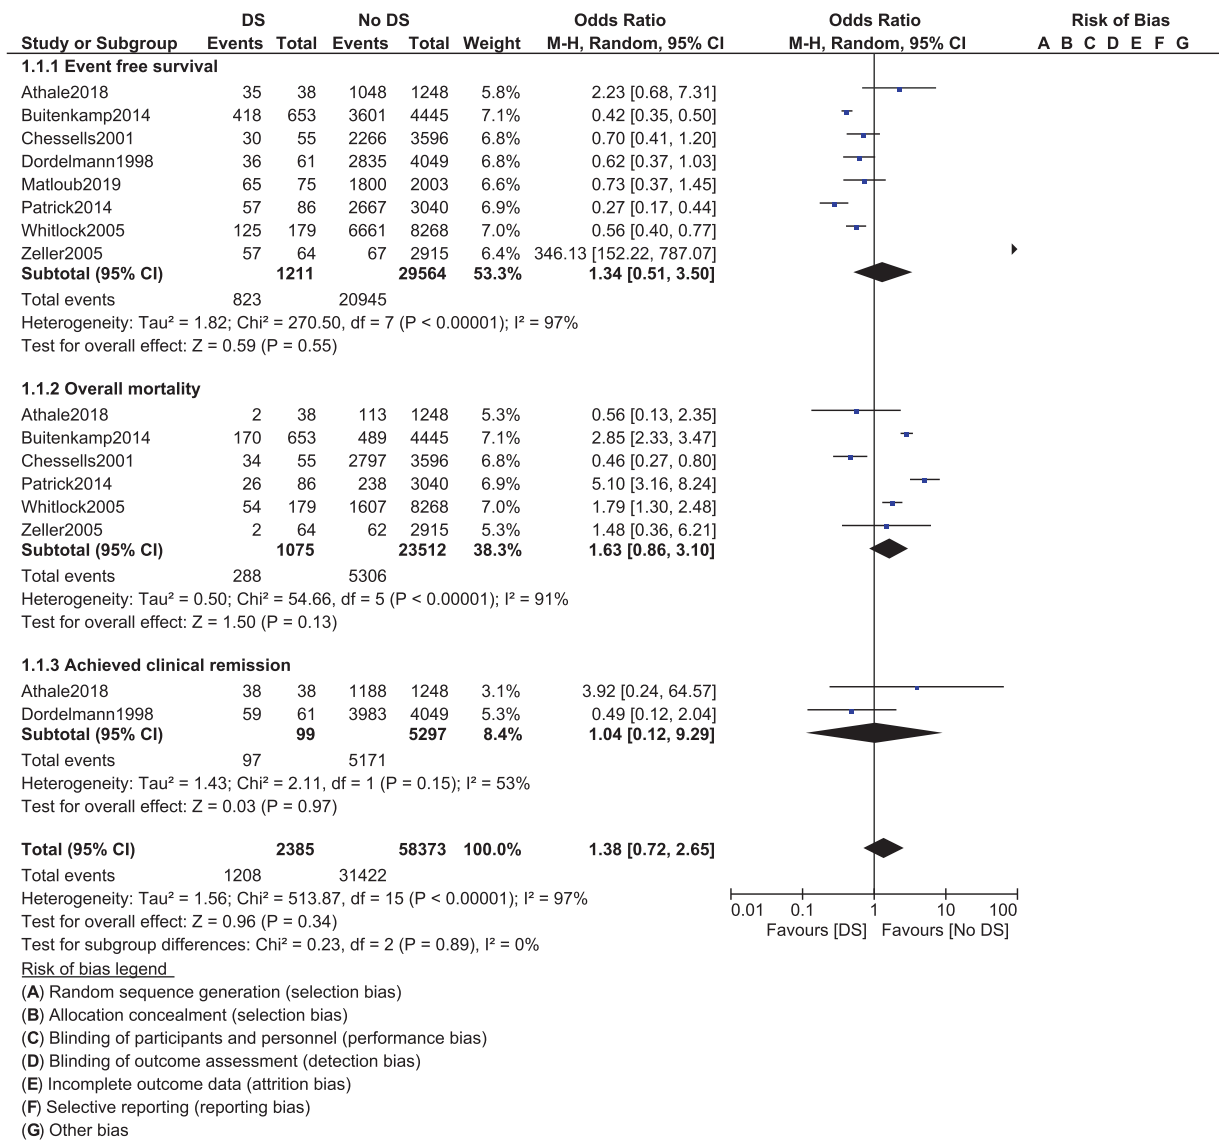 DS No DS Odds Ratio Odds Ratio Risk of Bias
Study or Subgroup Events Total Events Total Weight M-H, Random, 95% CI M-H, Random, 95% CI A B C D E F G
1.1.1 Event free survival
Athale2018 35 38 1048 1248 5.8% 2.23 [0.68, 7.31]
Buitenkamp2014 418 653 3601 4445 7.1% 0.42 [0.35, 0.50]
Chessells2001 30 55 2266 3596 6.8% 0.70 [0.41, 1.20]
Dordelmann1998 36 61 2835 4049 6.8% 0.62 [0.37, 1.03]
Matloub2019 65 75 1800 2003 6.6% 0.73 [0.37, 1.45]
Patrick2014 57 86 2667 3040 6.9% 0.27 [0.17, 0.44]
Whitlock2005 125 179 6661 8268 7.0% 0.56 [0.40, 0.77]
Zeller2005 57 64 67 2915 6.4% 346.13 [152.22, 787.07]
Subtotal (95% CI) 1211 29564 53.3% 1.34 [0.51, 3.50]
Total events 823 20945
Heterogeneity: Tau² = 1.82; Chi² = 270.50, df = 7 (P < 0.00001); I² = 97%
Test for overall effect: Z = 0.59 (P = 0.55)
1.1.2 Overall mortality
Athale2018 2 38 113 1248 5.3% 0.56 [0.13, 2.35]
Buitenkamp2014 170 653 489 4445 7.1% 2.85 [2.33, 3.47]
Chessells2001 34 55 2797 3596 6.8% 0.46 [0.27, 0.80]
Patrick2014 26 86 238 3040 6.9% 5.10 [3.16, 8.24]
Whitlock2005 54 179 1607 8268 7.0% 1.79 [1.30, 2.48]
Zeller2005 2 64 62 2915 5.3% 1.48 [0.36, 6.21]
Subtotal (95% CI) 1075 23512 38.3% 1.63 [0.86, 3.10]
Total events 288 5306
Heterogeneity: Tau² = 0.50; Chi² = 54.66, df = 5 (P < 0.00001); I² = 91%
Test for overall effect: Z = 1.50 (P = 0.13)
1.1.3 Achieved clinical remission
Athale2018 38 38 1188 1248 3.1% 3.92 [0.24, 64.57]
Dordelmann1998 59 61 3983 4049 5.3% 0.49 [0.12, 2.04]
Subtotal (95% CI) 99 5297 8.4% 1.04 [0.12, 9.29]
Total events 97 5171
Heterogeneity: Tau² = 1.43; Chi² = 2.11, df = 1 (P = 0.15); I² = 53%
Test for overall effect: Z = 0.03 (P = 0.97)
Total (95% CI) 2385 58373 100.0% 1.38 [0.72, 2.65]
Total events 1208 31422
Heterogeneity: Tau² = 1.56; Chi² = 513.87, df = 15 (P < 0.00001); I² = 97%
Test for overall effect: Z = 0.96 (P = 0.34)
Test for subgroup differences: Chi² = 0.23, df = 2 (P = 0.89), I² = 0%
0.01 0.1 1 10 100
Favours [DS] Favours [No DS]
Risk of bias legend
(A) Random sequence generation (selection bias)
(B) Allocation concealment (selection bias)
(C) Blinding of participants and personnel (performance bias)
(D) Blinding of outcome assessment (detection bias)
(E) Incomplete outcome data (attrition bias)
(F) Selective reporting (reporting bias)
(G) Other bias